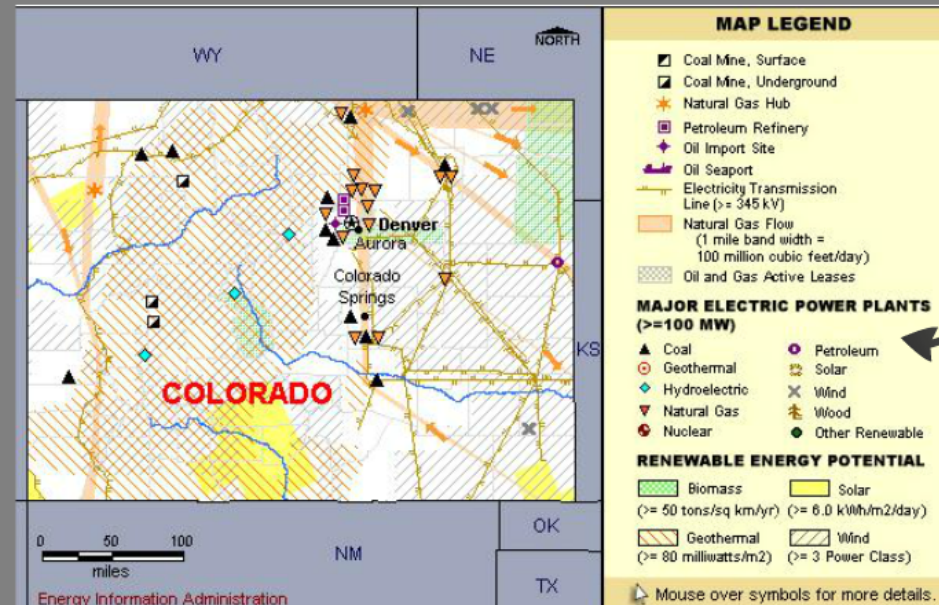 WY
NE
NORTH
Denver
Aurora
Colorado
Springs
KS
COLORADO
0 50 100
miles
NM
OK
TX
Energy Information Administration
MAP LEGEND
Coal Mine, Surface
Coal Mine, Underground
Natural Gas Hub
Petroleum Refinery
Oil Import Site
Oil Seaport
Electricity Transmission
Line (>= 345 kV)
Natural Gas Flow
(1 mile band width =
100 million cubic feet/day)
Oil and Gas Active Leases
MAJOR ELECTRIC POWER PLANTS
(>=100 MW)
Coal
Petroleum
Geothermal
Solar
Hydroelectric
Wind
Natural Gas
Wood
Nuclear
Other Renewable
RENEWABLE ENERGY POTENTIAL
Biomass
(>= 50 tons/sq km/yr)
Solar
(>= 6.0 kWh/m2/day)
Geothermal
(>= 80 milliwatts/m2)
Wind
(>= 3 Power Class)
Mouse over symbols for more details.